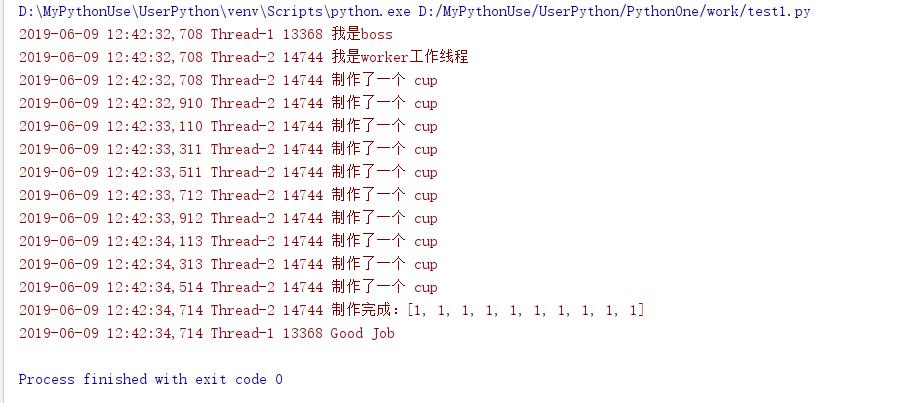 D:\MyPythonUse\UserPython\venv\Scripts\python.exe D:/MyPythonUse/UserPython/PythonOne/work/test1.py
2019-06-09 12:42:32,708 Thread-1 13368 我是boss
2019-06-09 12:42:32,708 Thread-2 14744 我是worker工作线程
2019-06-09 12:42:32,708 Thread-2 14744 制作了一个 cup
2019-06-09 12:42:32,910 Thread-2 14744 制作了一个 cup
2019-06-09 12:42:33,110 Thread-2 14744 制作了一个 cup
2019-06-09 12:42:33,311 Thread-2 14744 制作了一个 cup
2019-06-09 12:42:33,511 Thread-2 14744 制作了一个 cup
2019-06-09 12:42:33,712 Thread-2 14744 制作了一个 cup
2019-06-09 12:42:33,912 Thread-2 14744 制作了一个 cup
2019-06-09 12:42:34,113 Thread-2 14744 制作了一个 cup
2019-06-09 12:42:34,313 Thread-2 14744 制作了一个 cup
2019-06-09 12:42:34,514 Thread-2 14744 制作了一个 cup
2019-06-09 12:42:34,714 Thread-2 14744 制作完成：[1, 1, 1, 1, 1, 1, 1, 1, 1, 1]
2019-06-09 12:42:34,714 Thread-1 13368 Good Job
Process finished with exit code 0